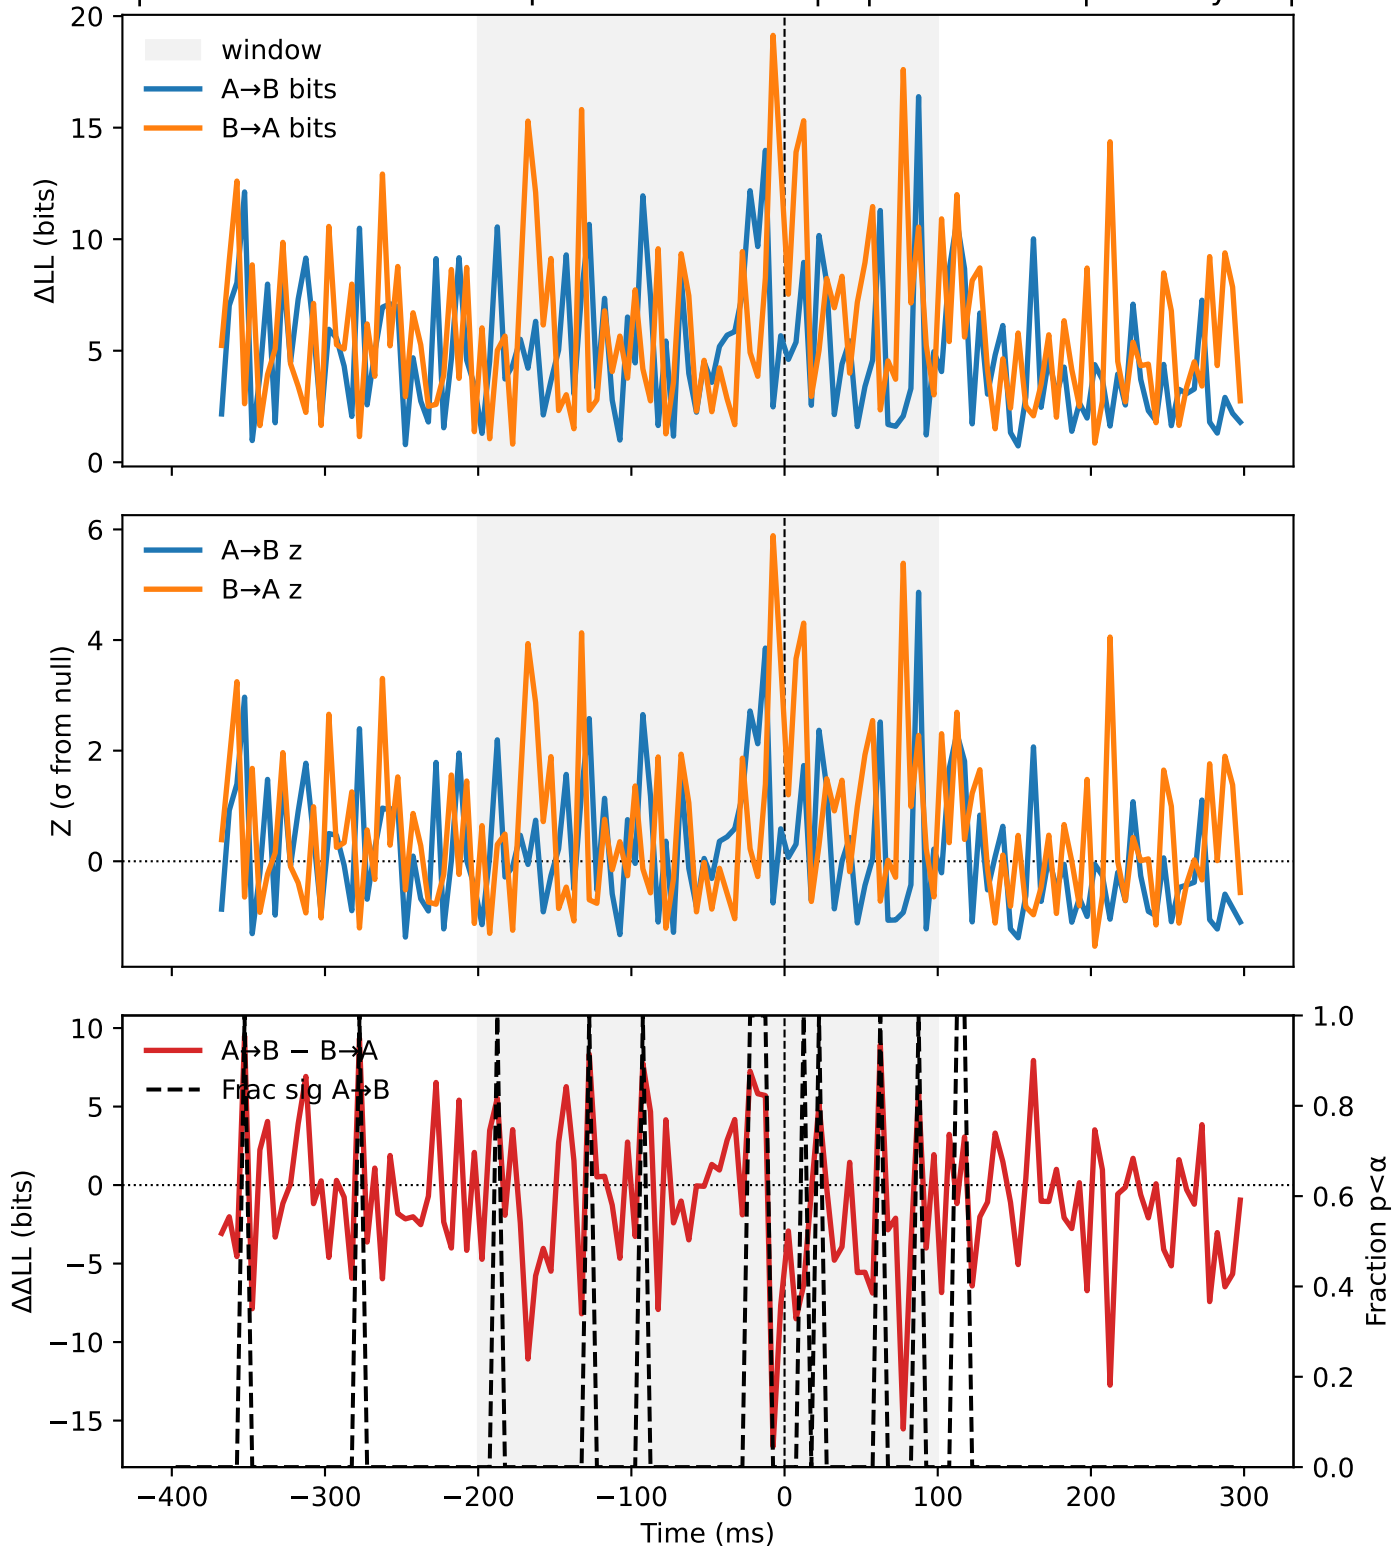 20
15
10
5
0
ΔLL (bits)
window
A→B bits
B→A bits
6
4
2
0
Z (σ from null)
A→B z
B→A z
10
5
0
−5
−10
−15
ΔΔLL (bits)
A→B − B→A
Frac sig A→B
1.0
0.8
0.6
0.4
0.2
0.0
Fraction p<α
−400 −300 −200 −100 0 100 200 300
Time (ms)